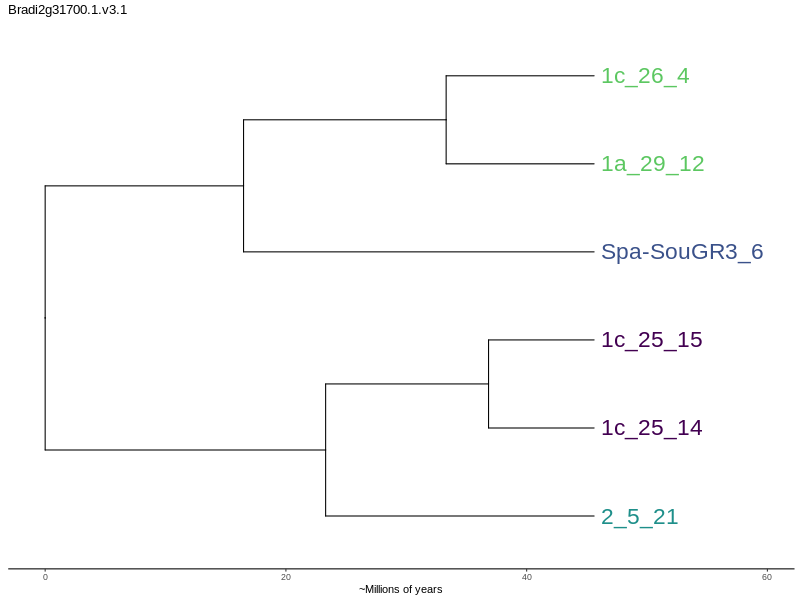 Bradi2g31700.1.v3.1
1c_26_4
1a_29_12
Spa-SouGR3_6
1c_25_15
1c_25_14
2_5_21
0 20 40 60
~Millions of years